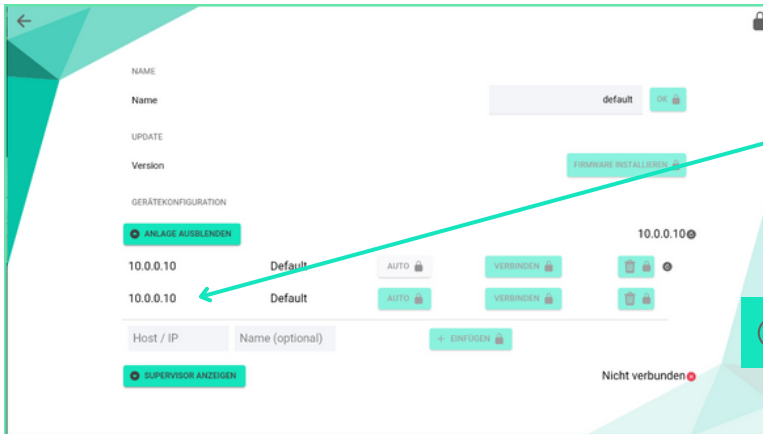 NAME
Name default OK
UPDATE
Version FIRMWARE INSTALLIEREN
GERÄTEKONFIGURATION
ANLAGE AUSBLENDEN 10.0.0.10
10.0.0.10 Default AUTO VERBINDEN
10.0.0.10 Default AUTO VERBINDEN
Host / IP Name (optional) + EINFÜGEN
SUPERVISOR ANZEIGEN Nicht verbunden